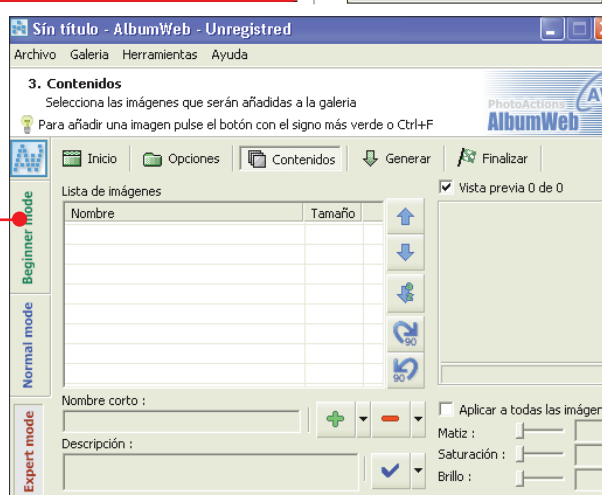 Sín título - AlbumWeb - Unregistred
Archivo Galeria Herramientas Ayuda
3. Contenidos
Selecciona las imágenes que serán añadidas a la galeria
Para añadir una imagen pulse el botón con el signo más verde o Ctrl+F
PhotoActions
AlbumWeb
Inicio Opciones Contenidos Generar Finalizar
Beginner mode
Normal mode
Expert mode
Lista de imágenes
Vista previa 0 de 0
Nombre Tamaño
90
90
Nombre corto :
Descripción :
Aplicar a todas las imágen
Matiz :
Saturación :
Brillo :